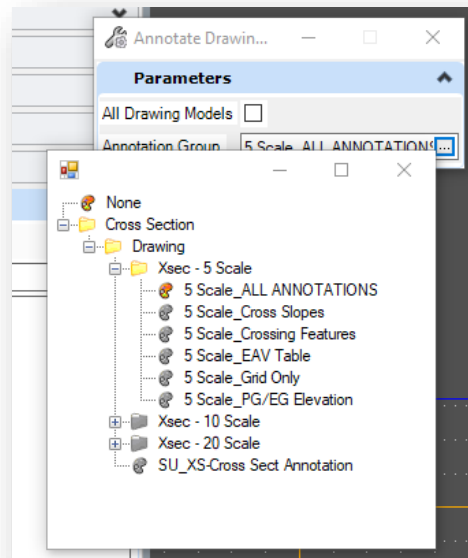 Annotate Drawin...
Parameters
All Drawing Models
Annotation Group 5 Scale_ALL ANNOTATIONS ...
None
Cross Section
Drawing
Xsec - 5 Scale
5 Scale_ALL ANNOTATIONS
5 Scale_Cross Slopes
5 Scale_Crossing Features
5 Scale_EAV Table
5 Scale_Grid Only
5 Scale_PG/EG Elevation
Xsec - 10 Scale
Xsec - 20 Scale
SU_XS-Cross Sect Annotation